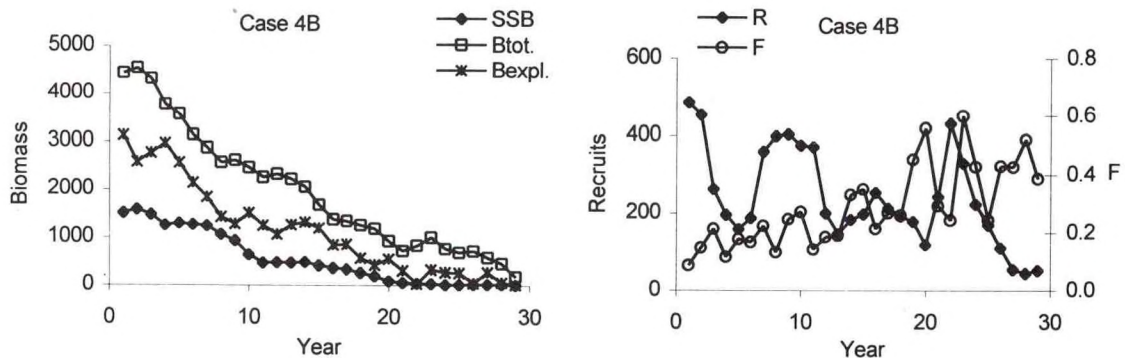 Case 4B
SSB
Btot.
Bexpl.
5000
4000
3000
2000
1000
0
Biomass
0 10 20 30
Year
Case 4B
R
F
600
400
200
0
Recruits
0.8
0.6
0.4
0.2
0.0
F
0 10 20 30
Year